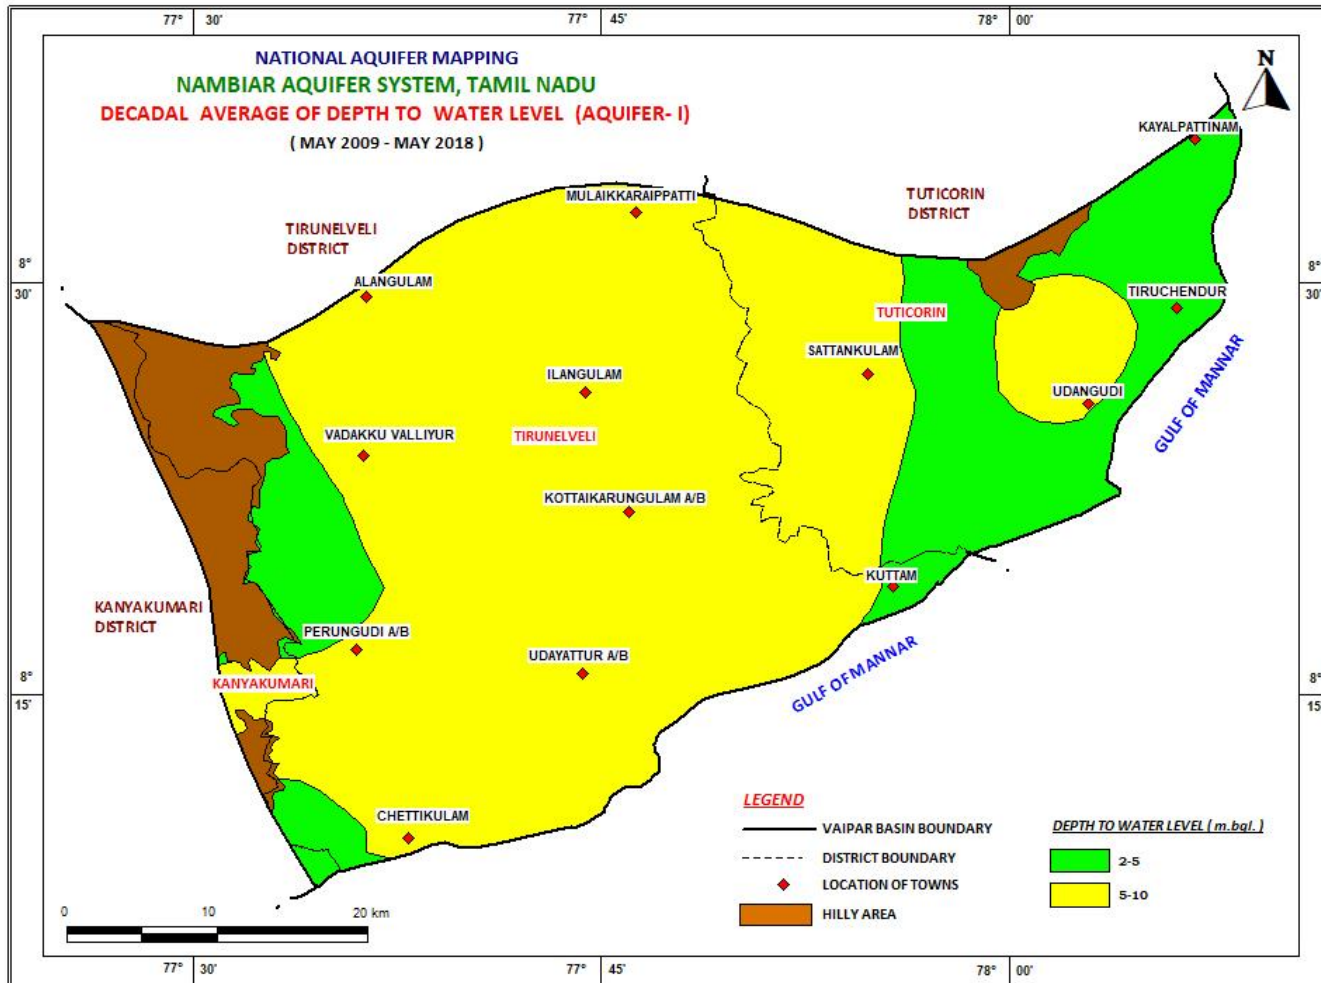 77° 30' 77° 45' 78° 00'
NATIONAL AQUIFER MAPPING
NAMBIAR AQUIFER SYSTEM, TAMIL NADU
DECADAL AVERAGE OF DEPTH TO WATER LEVEL (AQUIFER- I)
( MAY 2009 - MAY 2018 )
N
KAYALPATTINAM
MULAIKKARAIPPATTI
TUTICORIN
DISTRICT
TIRUNELVELI
DISTRICT
8°
30'
8°
30'
ALANGULAM
TIRUCHENDUR
TUTICORIN
SATTANKULAM
ILANGULAM
UDANGUDI
GULF OF MANNAR
VADAKKU VALLIYUR
TIRUNELVELI
KOTTAIKARUNGULAM A/B
KUTTAM
KANYAKUMARI
DISTRICT
PERUNGUDI A/B
UDAYATTUR A/B
GULF OF MANNAR
KANYAKUMARI
8°
15'
8°
15'
CHETTIKULAM
LEGEND
VAIPAR BASIN BOUNDARY
DISTRICT BOUNDARY
LOCATION OF TOWNS
HILLY AREA
DEPTH TO WATER LEVEL ( m.bgl. )
2-5
5-10
0 10 20 km
77° 30' 77° 45' 78° 00'